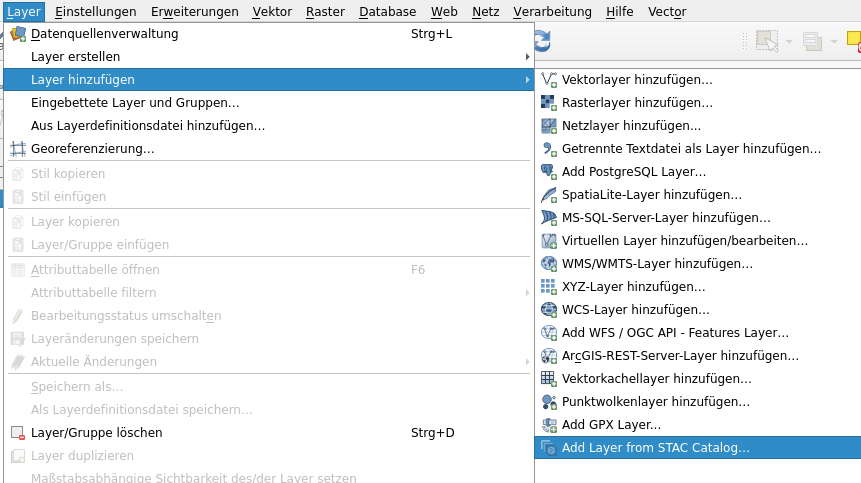 Layer Einstellungen Erweiterungen Vektor Raster Database Web Netz Verarbeitung Hilfe Vector
Datenquellenverwaltung Strg+L
Layer erstellen
Layer hinzufügen
Eingebettete Layer und Gruppen...
Aus Layerdefinitionsdatei hinzufügen...
Georeferenzierung...
Stil kopieren
Stil einfügen
Layer kopieren
Layer/Gruppe einfügen
Attributtabelle öffnen F6
Attributtabelle filtern
Bearbeitungsstatus umschalten
Layeränderungen speichern
Aktuelle Änderungen
Speichern als...
Als Layerdefinitionsdatei speichern...
Layer/Gruppe löschen Strg+D
Layer duplizieren
Maßstabsabhängige Sichtbarkeit des/der Layer setzen
Vektorlayer hinzufügen...
Rasterlayer hinzufügen...
Netzlayer hinzufügen...
Getrennte Textdatei als Layer hinzufügen...
Add PostgreSQL Layer...
SpatiaLite-Layer hinzufügen...
MS-SQL-Server-Layer hinzufügen...
Virtuellen Layer hinzufügen/bearbeiten...
WMS/WMTS-Layer hinzufügen...
XYZ-Layer hinzufügen...
WCS-Layer hinzufügen...
Add WFS / OGC API - Features Layer...
ArcGIS-REST-Server-Layer hinzufügen...
Vektorkachellayer hinzufügen...
Punktwolkenlayer hinzufügen...
Add GPX Layer...
Add Layer from STAC Catalog...